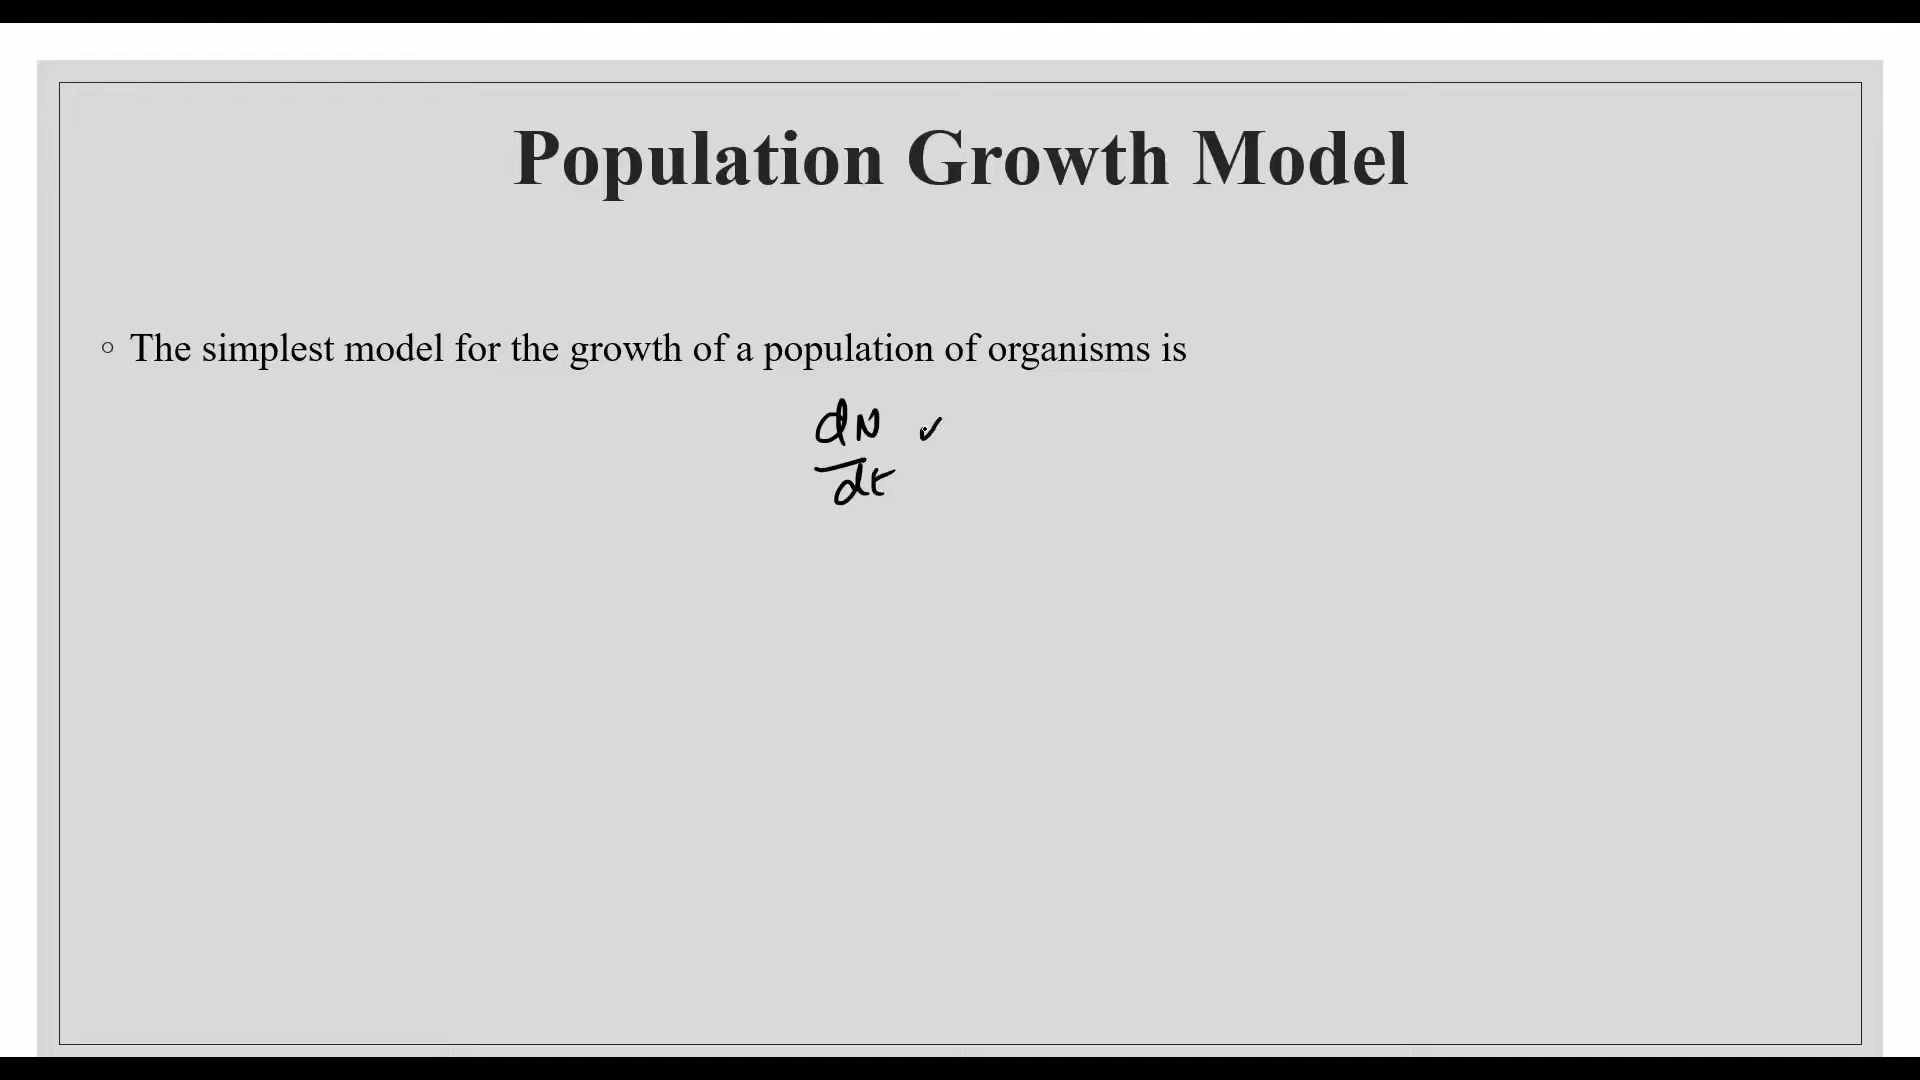 Population Growth Model
◦ The simplest model for the growth of a population of organisms is
dN ✓
dt